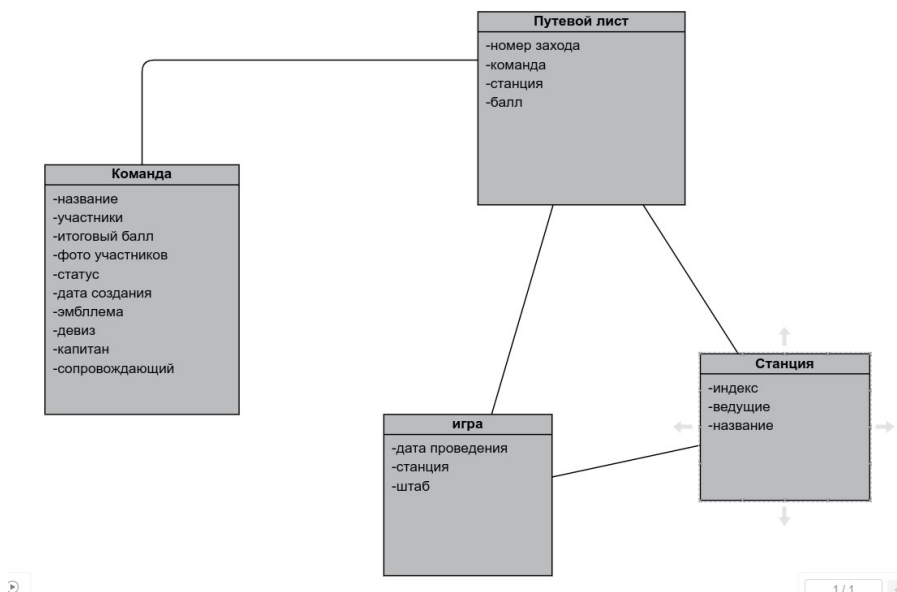 Путевой лист
-номер захода
-команда
-станция
-балл
Команда
-название
-участники
-итоговый балл
-фото участников
-статус
-дата создания
-эмбллема
-девиз
-капитан
-сопровождающий
Станция
-индекс
-ведущие
-название
игра
-дата проведения
-станция
-штаб
1 / 1